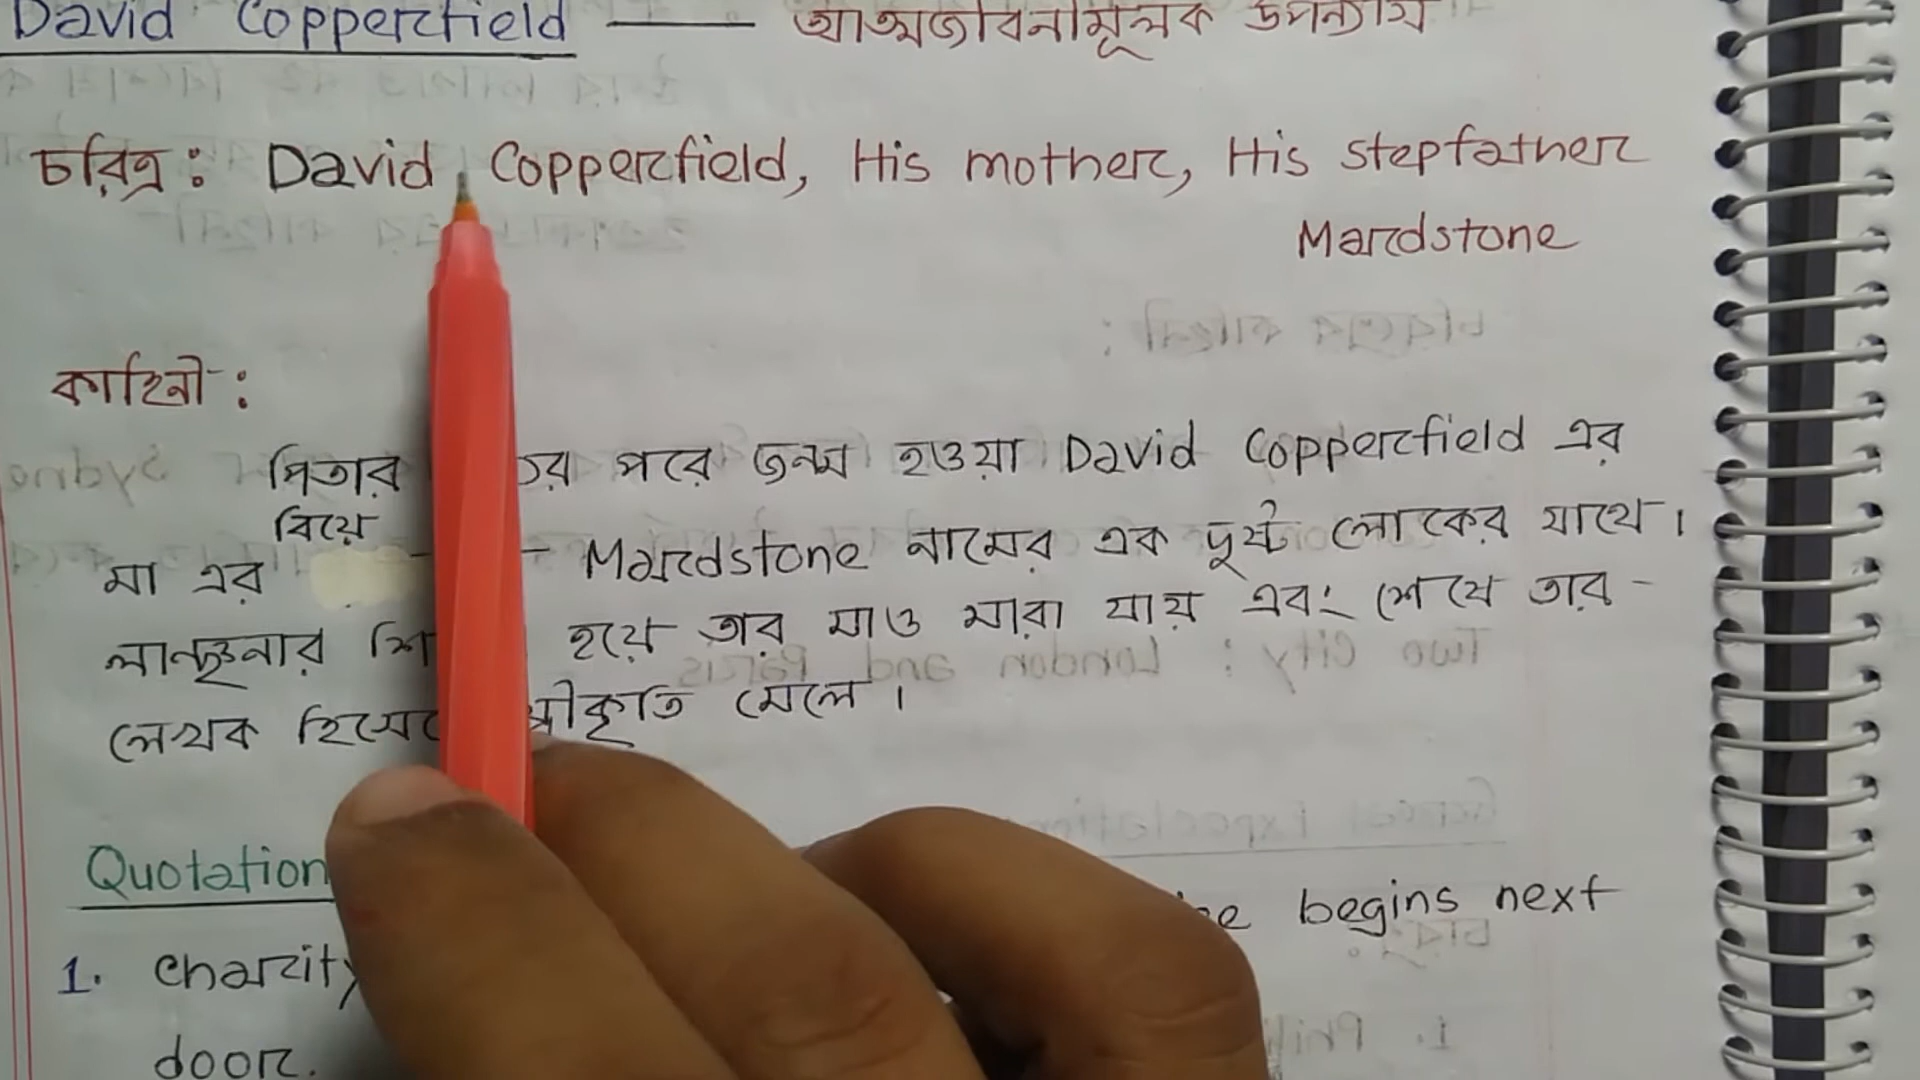 David Copperfield — আত্মজীবনীমূলক উপন্যাস
চরিত্র : David Copperfield, His mother, His stepfather
Mardstone
কাহিনী :
পিতার পরে জন্ম হওয়া David Copperfield এর
বিয়ে
মা এর Mardstone নামের এক দুষ্ট লোকের সাথে।
লাঞ্ছনার হয়ে তার মাও মারা যায় এবং শেষে তার
লেখক হিসেবে স্বীকৃতি মেলে।
Quotation
begins next
1. Charity
door.